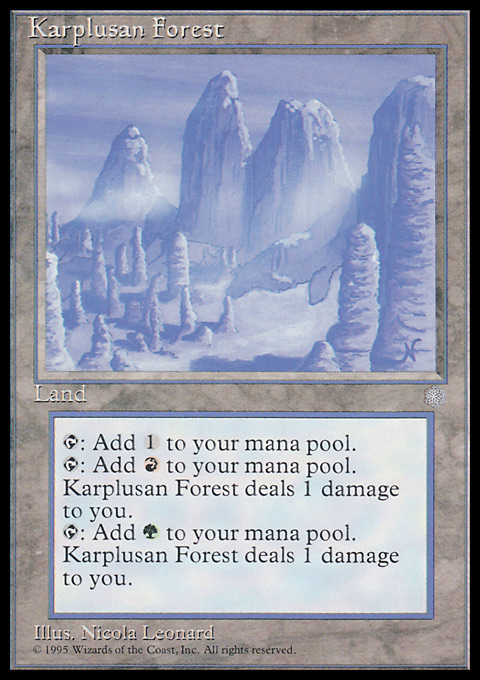 Karplusan Forest
Land
: Add 1 to your mana pool.
: Add to your mana pool.
Karplusan Forest deals 1 damage
to you.
: Add to your mana pool.
Karplusan Forest deals 1 damage
to you.
Illus. Nicola Leonard
© 1995 Wizards of the Coast, Inc. All rights reserved.